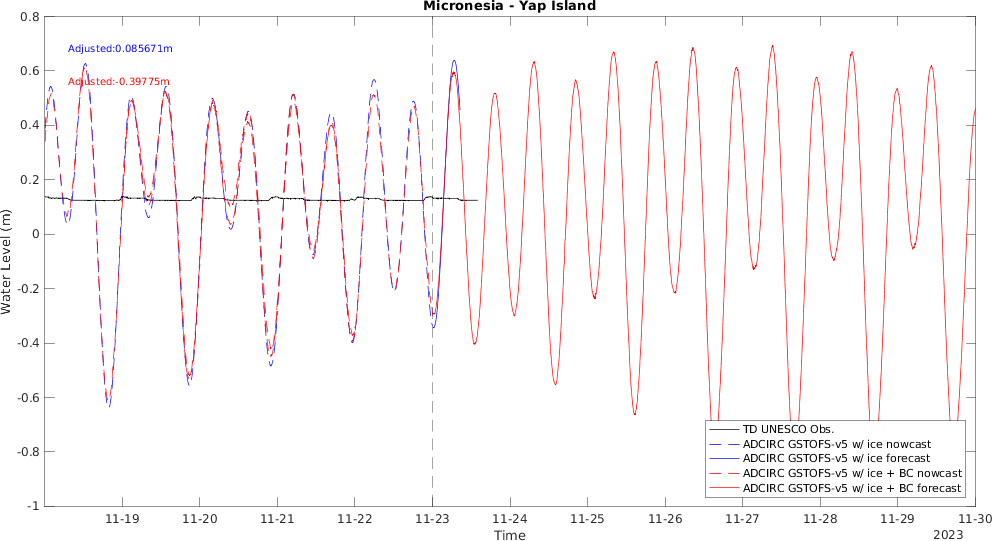 Micronesia - Yap Island
Adjusted:0.085671m
Adjusted:-0.39775m
Water Level (m)
0.8
0.6
0.4
0.2
0
-0.2
-0.4
-0.6
-0.8
-1
TD UNESCO Obs.
ADCIRC GSTOFS-v5 w/ ice nowcast
ADCIRC GSTOFS-v5 w/ ice forecast
ADCIRC GSTOFS-v5 w/ ice + BC nowcast
ADCIRC GSTOFS-v5 w/ ice + BC forecast
11-19 11-20 11-21 11-22 11-23 11-24 11-25 11-26 11-27 11-28 11-29 11-30
Time
2023